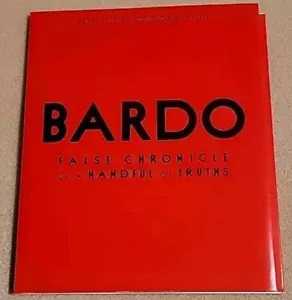 BARDO
FALSE CHRONICLE
OF A HANDFUL OF TRUTHS